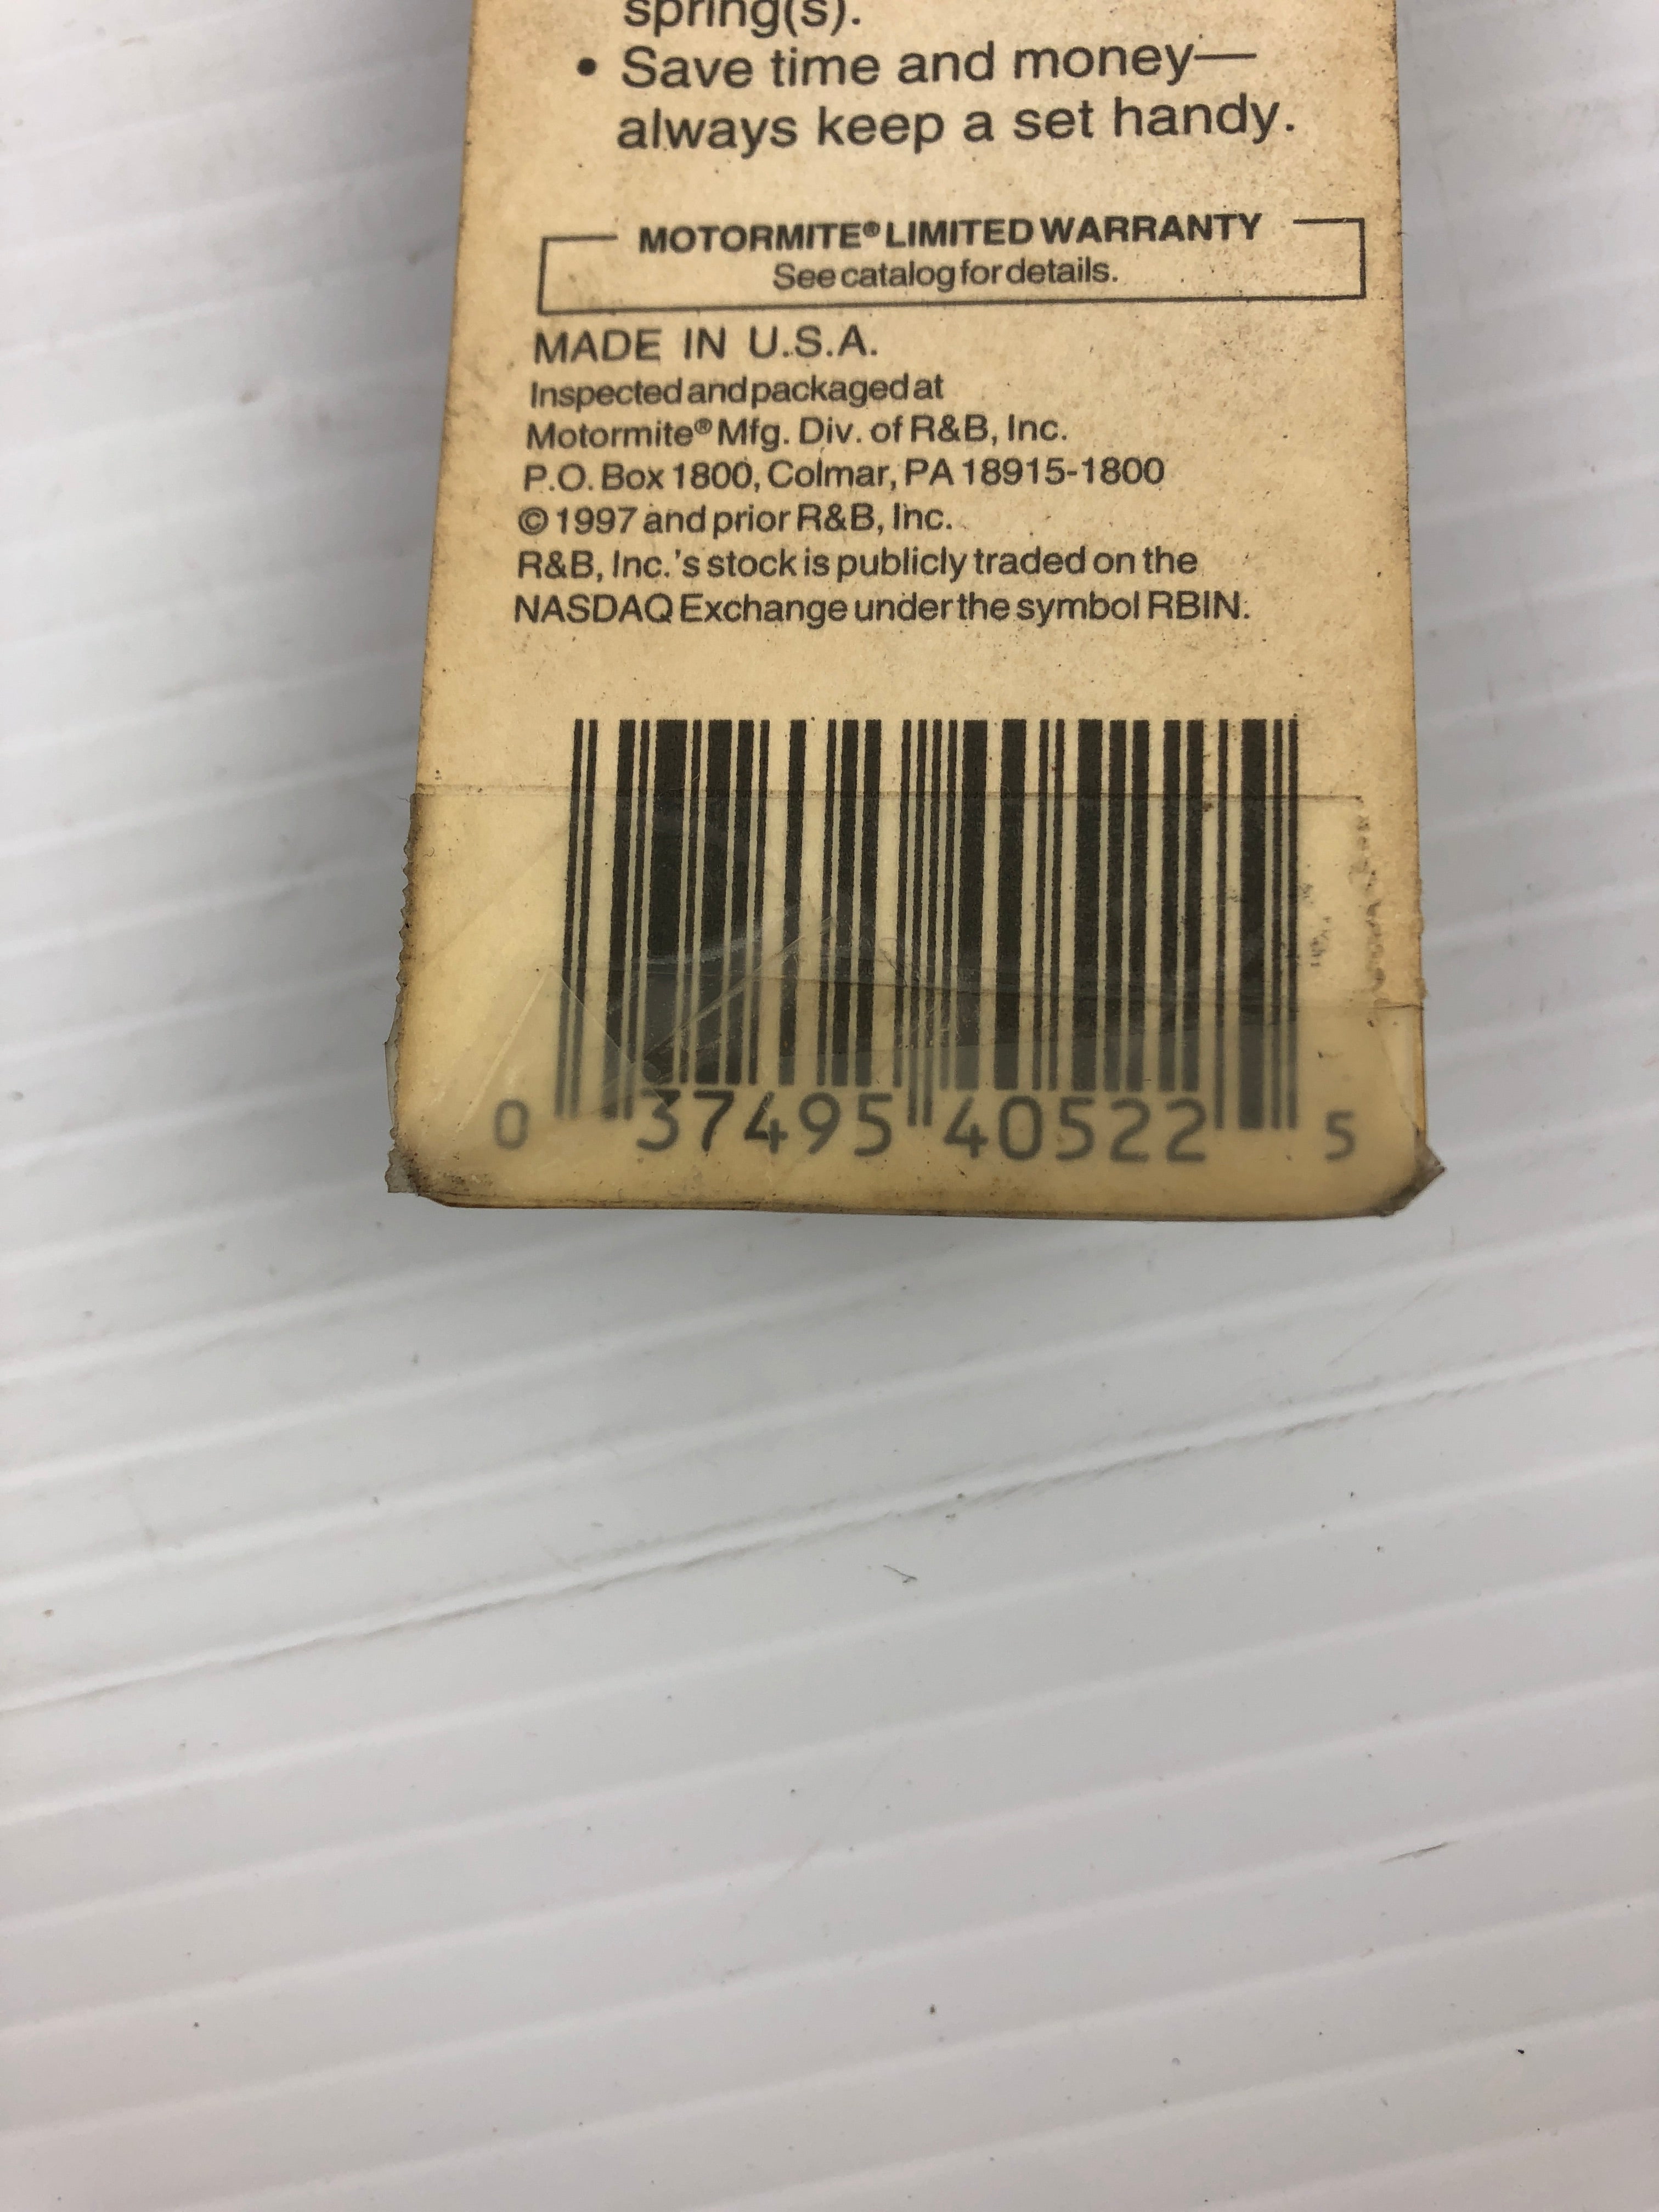 spring(s).
• Save time and money—
always keep a set handy.
MOTORMITE® LIMITED WARRANTY
See catalog for details.
MADE IN U.S.A.
Inspected and packaged at
Motormite® Mfg. Div. of R&B, Inc.
P.O. Box 1800, Colmar, PA 18915-1800
© 1997 and prior R&B, Inc.
R&B, Inc.'s stock is publicly traded on the
NASDAQ Exchange under the symbol RBIN.
0 37495 40522 5